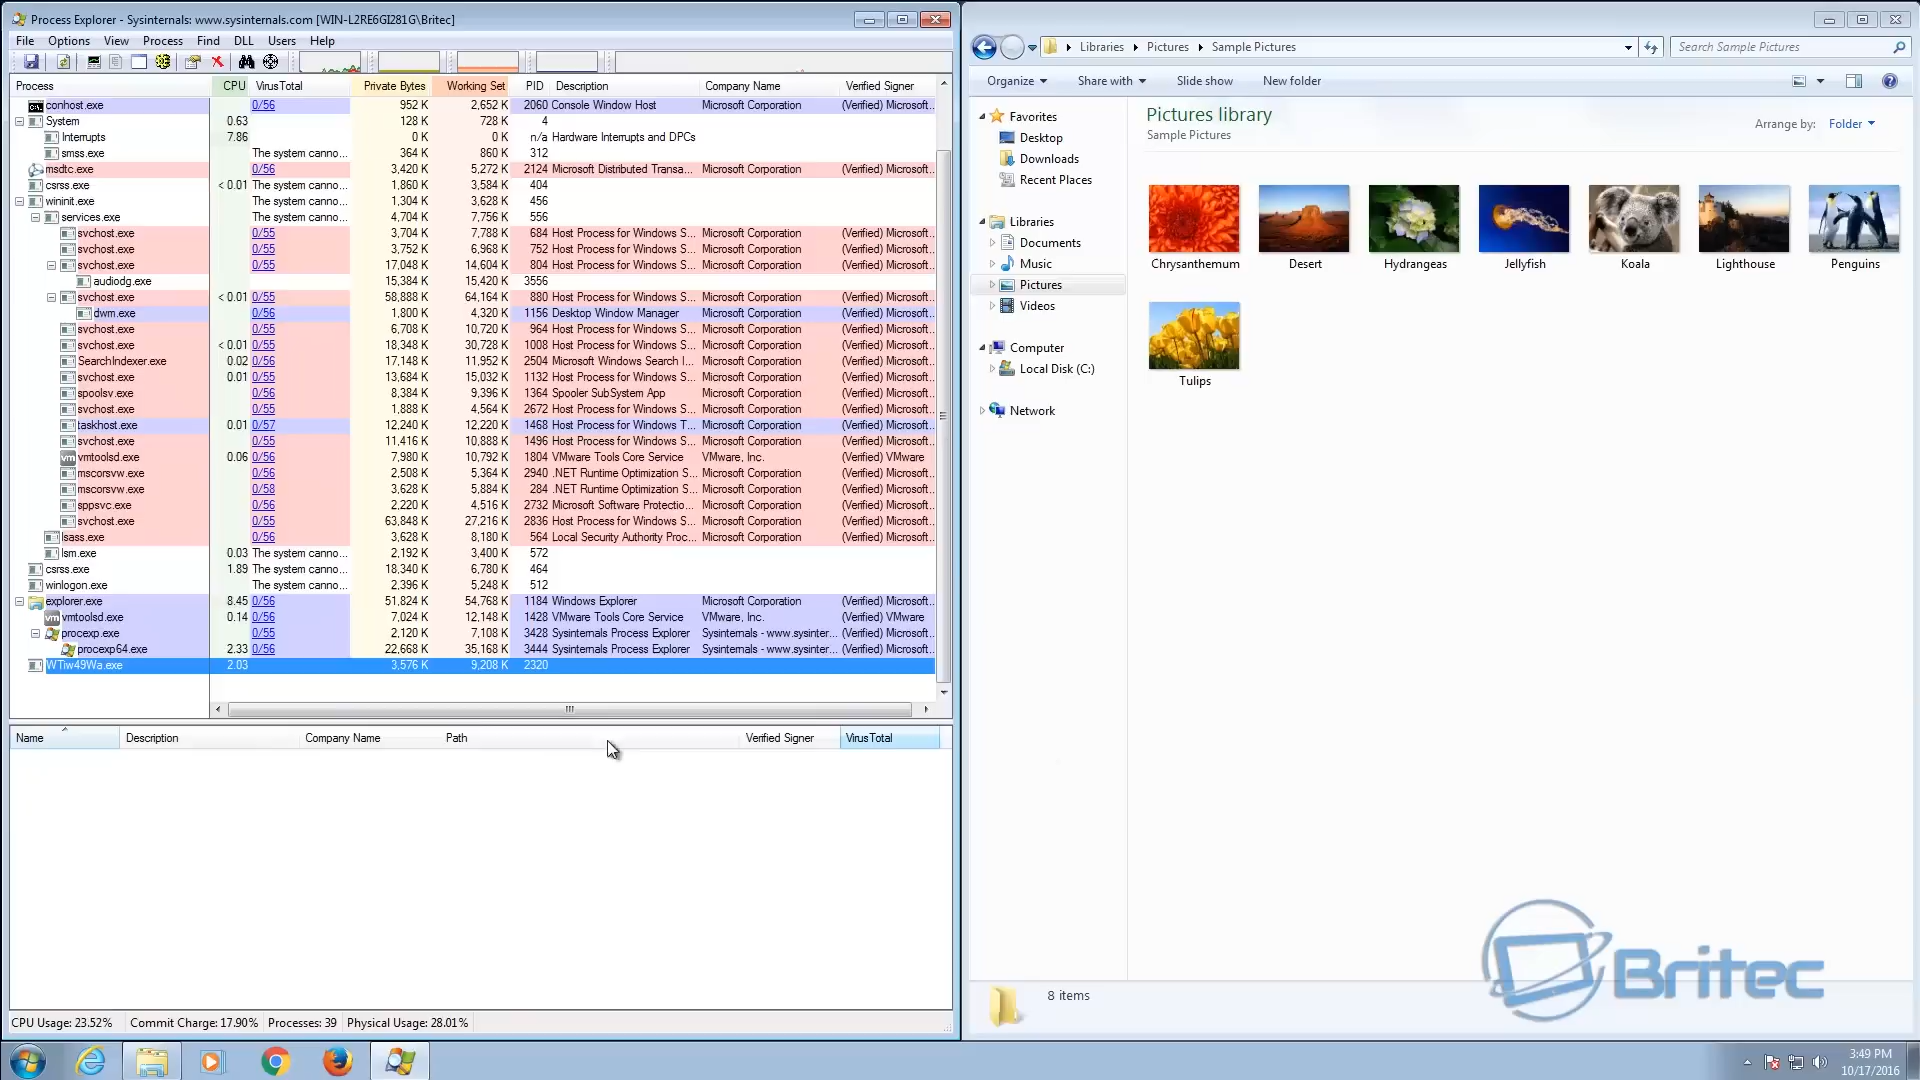 Process Explorer - Sysinternals: www.sysinternals.com [WIN-L2RE6GI281G\Britec]
File Options View Process Find DLL Users Help
Process CPU VirusTotal Private Bytes Working Set PID Description Company Name Verified Signer
conhost.exe 0/56 952 K 2,652 K 2060 Console Window Host Microsoft Corporation (Verified) Microsoft...
System 0.63 128 K 728 K 4
Interrupts 7.86 0 K 0 K n/a Hardware Interrupts and DPCs
smss.exe The system canno... 364 K 860 K 312
msdtc.exe 0/56 3,420 K 5,272 K 2124 Microsoft Distributed Transa... Microsoft Corporation (Verified) Microsoft...
csrss.exe < 0.01 The system canno... 1,860 K 3,584 K 404
wininit.exe The system canno... 1,304 K 3,628 K 456
services.exe The system canno... 4,704 K 7,756 K 556
svchost.exe 0/55 3,704 K 7,788 K 684 Host Process for Windows S... Microsoft Corporation (Verified) Microsoft...
svchost.exe 0/55 3,752 K 6,968 K 752 Host Process for Windows S... Microsoft Corporation (Verified) Microsoft...
svchost.exe 0/55 17,048 K 14,604 K 804 Host Process for Windows S... Microsoft Corporation (Verified) Microsoft...
audiodg.exe 15,384 K 15,420 K 3556
svchost.exe < 0.01 0/55 58,888 K 64,164 K 880 Host Process for Windows S... Microsoft Corporation (Verified) Microsoft...
dwm.exe 0/56 1,800 K 4,320 K 1156 Desktop Window Manager Microsoft Corporation (Verified) Microsoft...
svchost.exe 0/55 6,708 K 10,720 K 964 Host Process for Windows S... Microsoft Corporation (Verified) Microsoft...
svchost.exe < 0.01 0/55 18,348 K 30,728 K 1008 Host Process for Windows S... Microsoft Corporation (Verified) Microsoft...
SearchIndexer.exe 0.02 0/56 17,148 K 11,952 K 2504 Microsoft Windows Search I... Microsoft Corporation (Verified) Microsoft...
svchost.exe 0.01 0/55 13,684 K 15,032 K 1132 Host Process for Windows S... Microsoft Corporation (Verified) Microsoft...
spoolsv.exe 0/56 8,384 K 9,396 K 1364 Spooler SubSystem App Microsoft Corporation (Verified) Microsoft...
svchost.exe 0/55 1,888 K 4,564 K 2672 Host Process for Windows S... Microsoft Corporation (Verified) Microsoft...
taskhost.exe 0.01 0/57 12,240 K 12,220 K 1468 Host Process for Windows T... Microsoft Corporation (Verified) Microsoft...
svchost.exe 0/55 11,416 K 10,888 K 1496 Host Process for Windows S... Microsoft Corporation (Verified) Microsoft...
vmtoolsd.exe 0.06 0/56 7,980 K 10,792 K 1804 VMware Tools Core Service VMware, Inc. (Verified) VMware
mscorsvw.exe 0/56 2,508 K 5,364 K 2940 .NET Runtime Optimization S... Microsoft Corporation (Verified) Microsoft...
mscorsvw.exe 0/58 3,628 K 5,884 K 284 .NET Runtime Optimization S... Microsoft Corporation (Verified) Microsoft...
sppsvc.exe 0/56 2,220 K 4,516 K 2732 Microsoft Software Protectio... Microsoft Corporation (Verified) Microsoft...
svchost.exe 0/55 63,848 K 27,216 K 2836 Host Process for Windows S... Microsoft Corporation (Verified) Microsoft...
lsass.exe 0/56 3,628 K 8,180 K 564 Local Security Authority Proc... Microsoft Corporation (Verified) Microsoft...
lsm.exe 0.03 The system canno... 2,192 K 3,400 K 572
csrss.exe 1.89 The system canno... 18,340 K 6,780 K 464
winlogon.exe The system canno... 2,396 K 5,248 K 512
explorer.exe 8.45 0/56 51,824 K 54,768 K 1184 Windows Explorer Microsoft Corporation (Verified) Microsoft...
vmtoolsd.exe 0.14 0/56 7,024 K 12,148 K 1428 VMware Tools Core Service VMware, Inc. (Verified) VMware
procexp.exe 0/55 2,120 K 7,108 K 3428 Sysinternals Process Explorer Sysinternals - www.sysinter... (Verified) Microsoft...
procexp64.exe 2.33 0/56 22,668 K 35,168 K 3444 Sysinternals Process Explorer Sysinternals - www.sysinter... (Verified) Microsoft...
WTiw49Wa.exe 2.03 3,576 K 9,208 K 2320
Name Description Company Name Path Verified Signer VirusTotal
CPU Usage: 23.52% Commit Charge: 17.90% Processes: 39 Physical Usage: 28.01%
Libraries Pictures Sample Pictures Search Sample Pictures
Organize Share with Slide show New folder
Favorites
Desktop
Downloads
Recent Places
Libraries
Documents
Music
Pictures
Videos
Computer
Local Disk (C:)
Network
Pictures library
Sample Pictures
Arrange by: Folder
Chrysanthemum Desert Hydrangeas Jellyfish Koala Lighthouse Penguins
Tulips
8 items
Britec
3:49 PM
10/17/2016